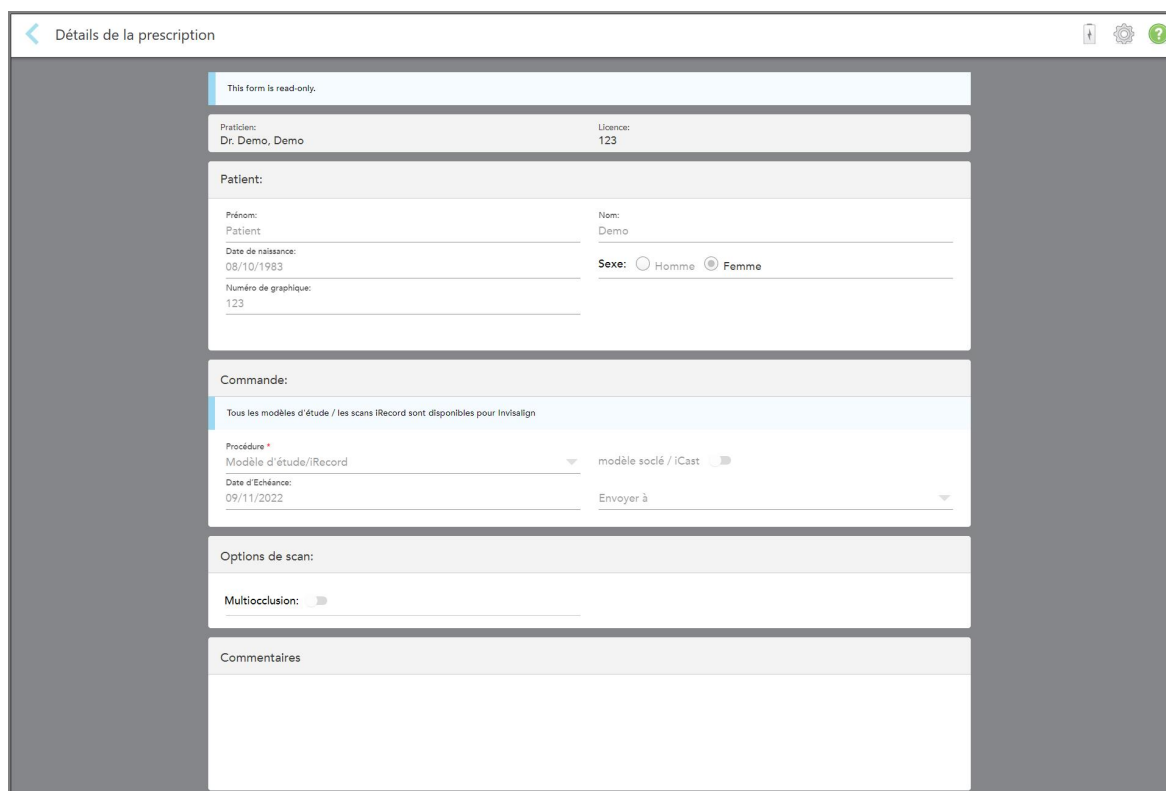 Détails de la prescription
?
This form is read-only.
Praticien: Licence:
Dr. Demo, Demo 123
Patient:
Prénom: Nom:
Patient Demo
Date de naissance:
08/10/1983 Sexe: Homme Femme
Numéro de graphique:
123
Commande:
Tous les modèles d'étude / les scans iRecord sont disponibles pour Invisalign
Procédure *
Modèle d'étude/iRecord modèle soclé / iCast
Date d'Echéance:
09/11/2022 Envoyer à
Options de scan:
Multiocclusion:
Commentaires